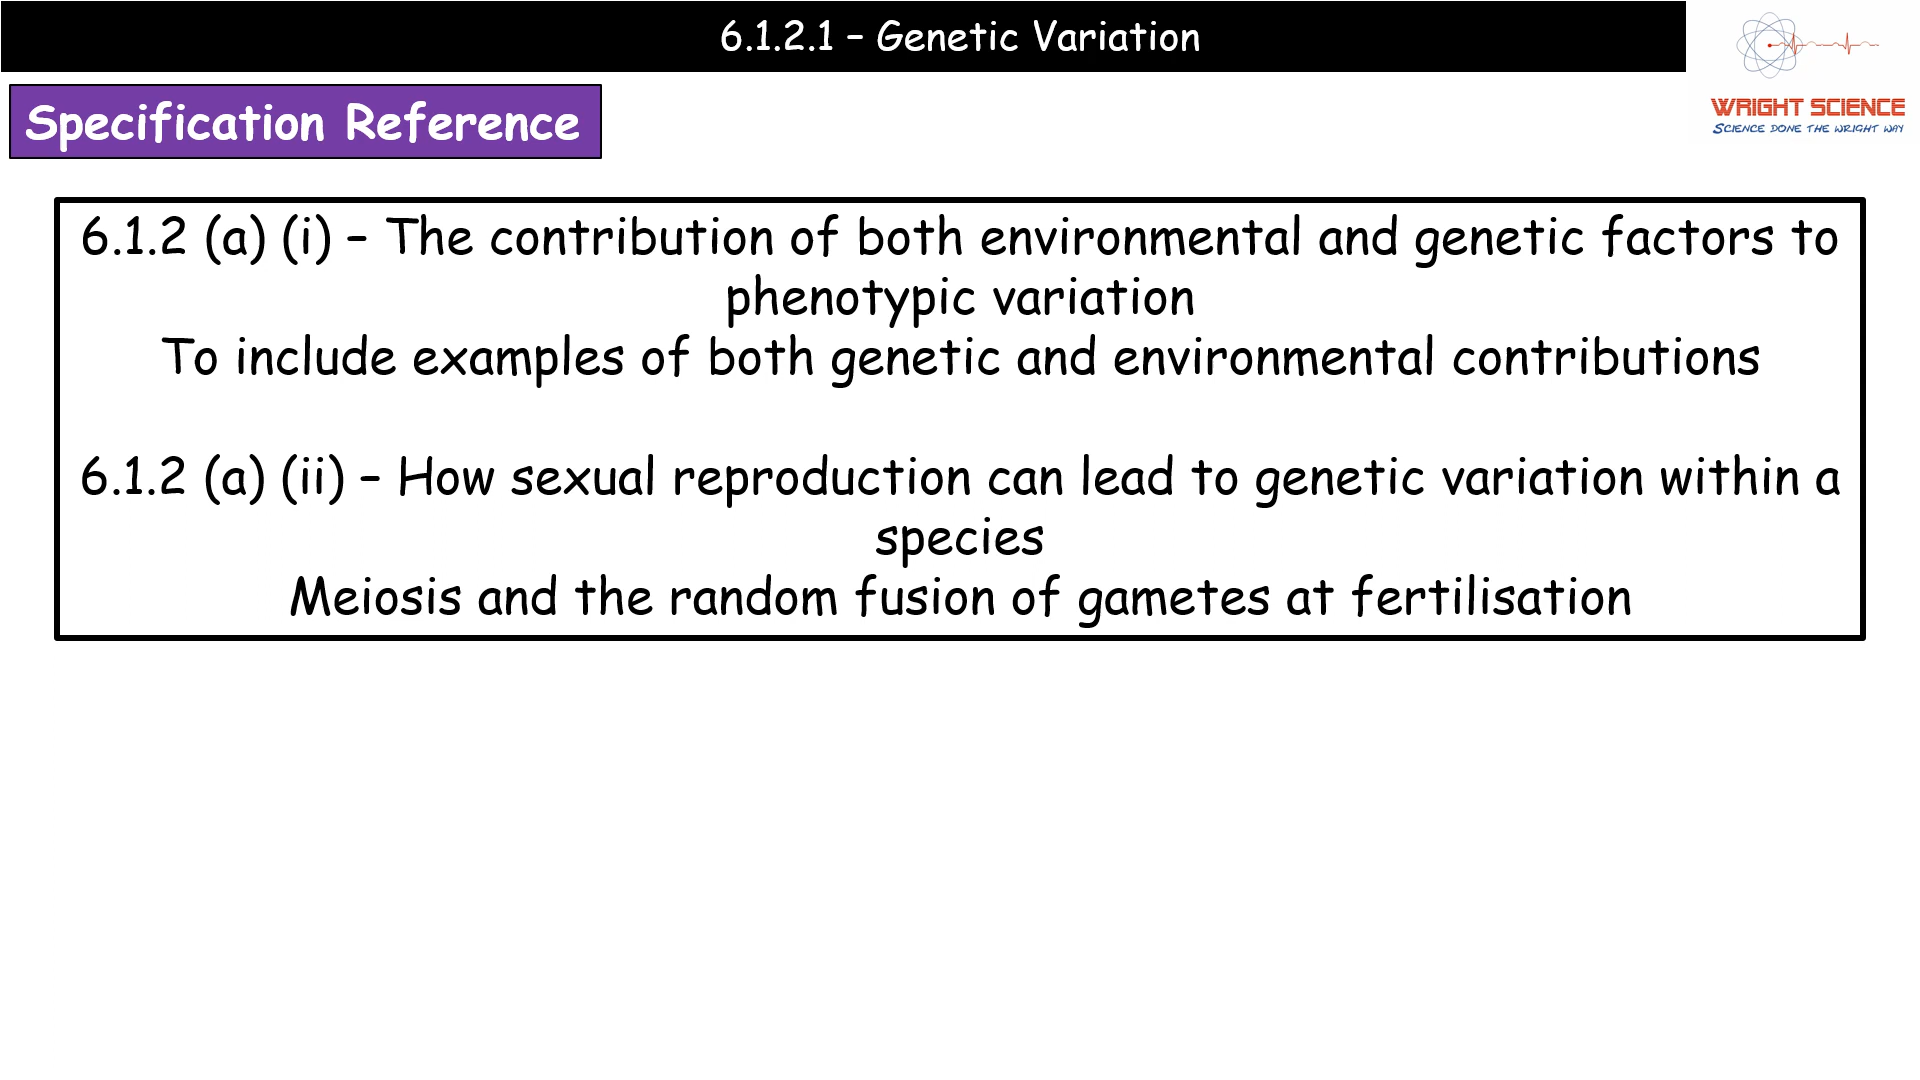 6.1.2.1 – Genetic Variation
WRIGHT SCIENCE
SCIENCE DONE THE WRIGHT WAY
Specification Reference
6.1.2 (a) (i) – The contribution of both environmental and genetic factors to
phenotypic variation
To include examples of both genetic and environmental contributions
6.1.2 (a) (ii) – How sexual reproduction can lead to genetic variation within a
species
Meiosis and the random fusion of gametes at fertilisation